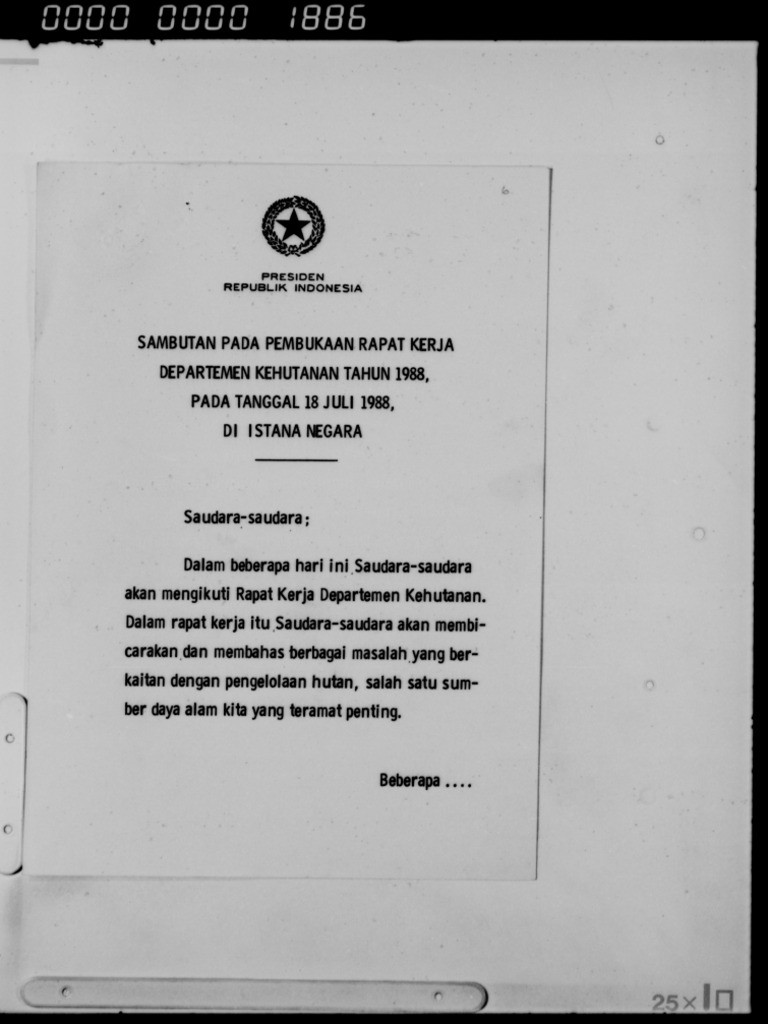 0000 0000 1886
6
PRESIDEN
REPUBLIK INDONESIA
SAMBUTAN PADA PEMBUKAAN RAPAT KERJA
DEPARTEMEN KEHUTANAN TAHUN 1988,
PADA TANGGAL 18 JULI 1988,
DI ISTANA NEGARA
Saudara-saudara;
Dalam beberapa hari ini Saudara-saudara
akan mengikuti Rapat Kerja Departemen Kehutanan.
Dalam rapat kerja itu Saudara-saudara akan membi-
carakan dan membahas berbagai masalah yang ber-
kaitan dengan pengelolaan hutan, salah satu sum-
ber daya alam kita yang teramat penting.
Beberapa ....
25×